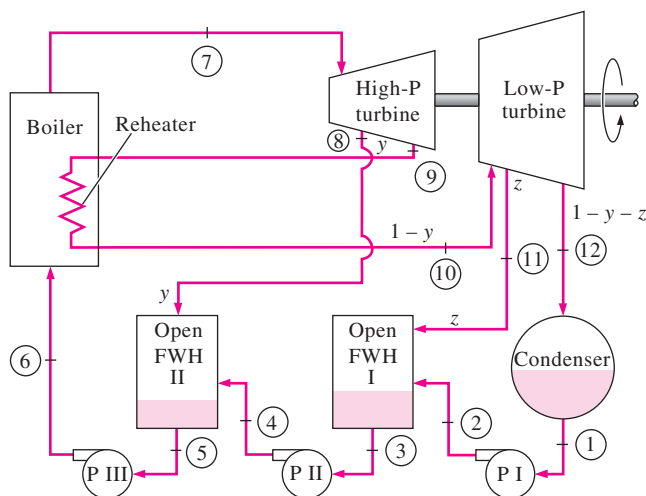 7
High-P
turbine
Low-P
turbine
Boiler
Reheater
8
y
9
z
1 – y
10
11
1 – y – z
12
y
Open
FWH
II
z
Open
FWH
I
Condenser
6
4
2
5
3
1
P III
P II
P I